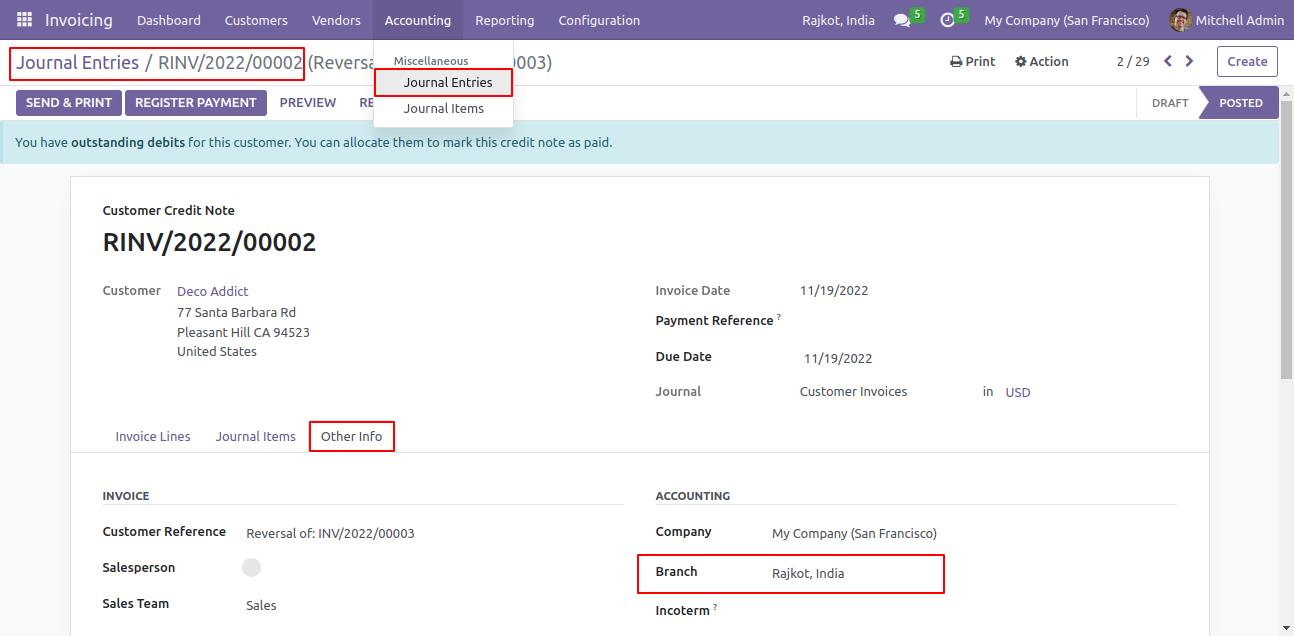 Invoicing Dashboard Customers Vendors Accounting Reporting Configuration Rajkot, India 5 5 My Company (San Francisco) Mitchell Admin
Journal Entries / RINV/2022/00002 (Reversa 0003) Print Action 2 / 29 Create
Miscellaneous
Journal Entries
Journal Items
SEND & PRINT REGISTER PAYMENT PREVIEW RE DRAFT POSTED
You have outstanding debits for this customer. You can allocate them to mark this credit note as paid.
Customer Credit Note
RINV/2022/00002
Customer Deco Addict
77 Santa Barbara Rd
Pleasant Hill CA 94523
United States
Invoice Date 11/19/2022
Payment Reference ?
Due Date 11/19/2022
Journal Customer Invoices in USD
Invoice Lines Journal Items Other Info
INVOICE
Customer Reference Reversal of: INV/2022/00003
Salesperson
Sales Team Sales
ACCOUNTING
Company My Company (San Francisco)
Branch Rajkot, India
Incoterm ?